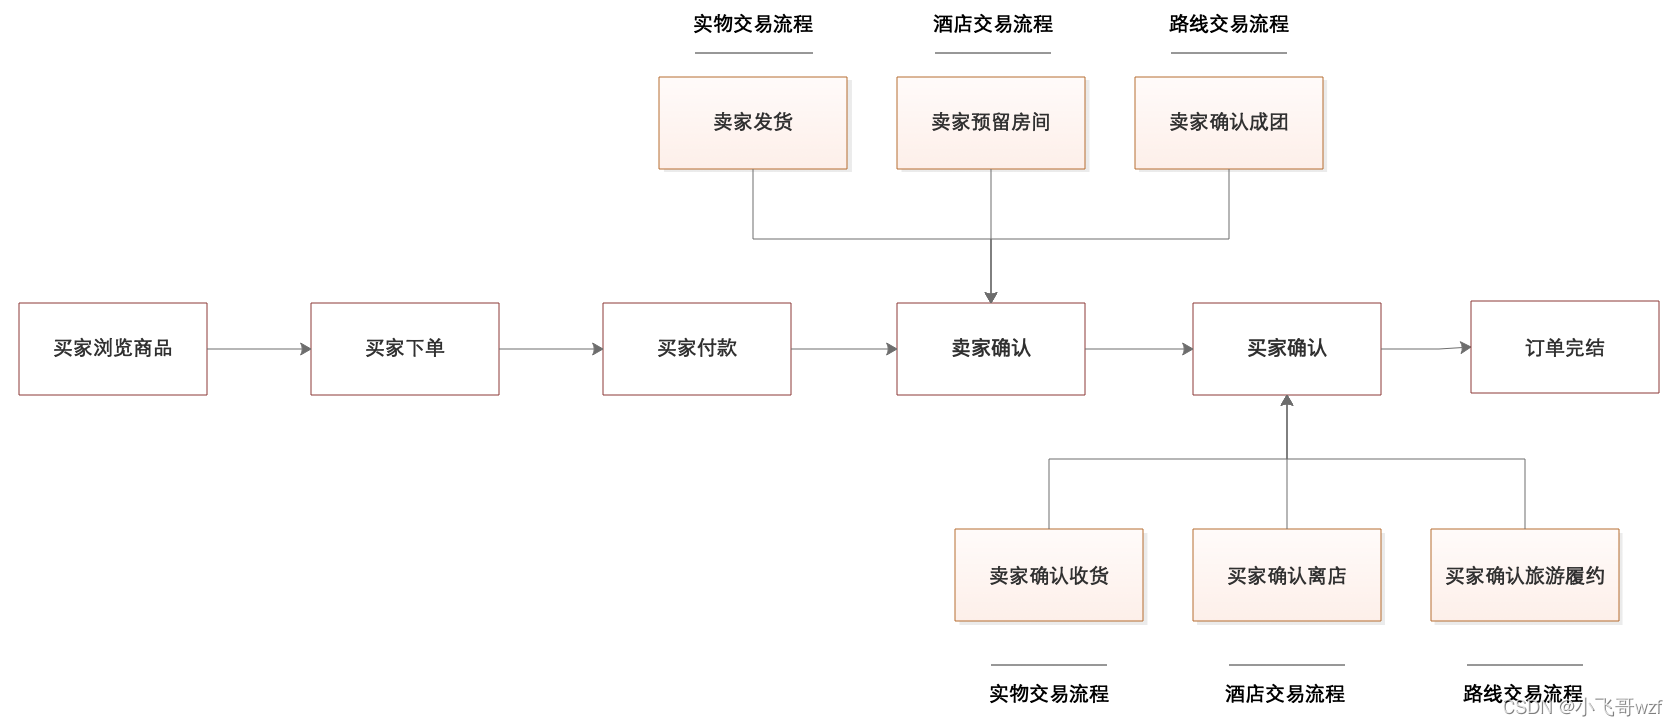 实物交易流程
酒店交易流程
路线交易流程
卖家发货
卖家预留房间
卖家确认成团
买家浏览商品
买家下单
买家付款
卖家确认
买家确认
订单完结
卖家确认收货
买家确认离店
买家确认旅游履约
实物交易流程
酒店交易流程
路线交易流程
CSDN @小飞哥wzf